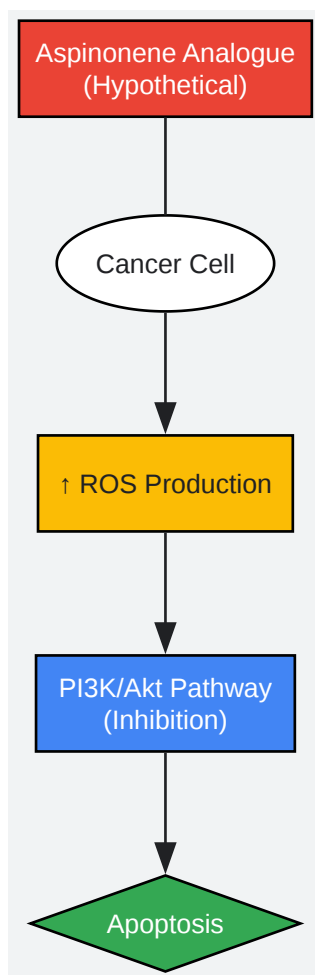 Aspinonene Analogue
(Hypothetical)
Cancer Cell
↑ ROS Production
PI3K/Akt Pathway
(Inhibition)
Apoptosis